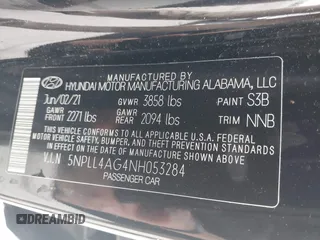 MANUFACTURED BY
HYUNDAI MOTOR MANUFACTURING ALABAMA, LLC
Jun/02/21 GVWR 3858 lbs PAINT S3B
GAWR FRONT 2271 lbs GAWR REAR 2094 lbs TRIM NNB
THIS VEHICLE CONFORMS TO ALL APPLICABLE FEDERAL MOTOR VEHICLE SAFETY, BUMPER, AND THEFT PREVENTION STANDARDS IN EFFECT ON THE DATE OF MANUFACTURE SHOWN ABOVE.
V.I.N 5NPLL4AG4NH053284
PASSENGER CAR
DREAMBID